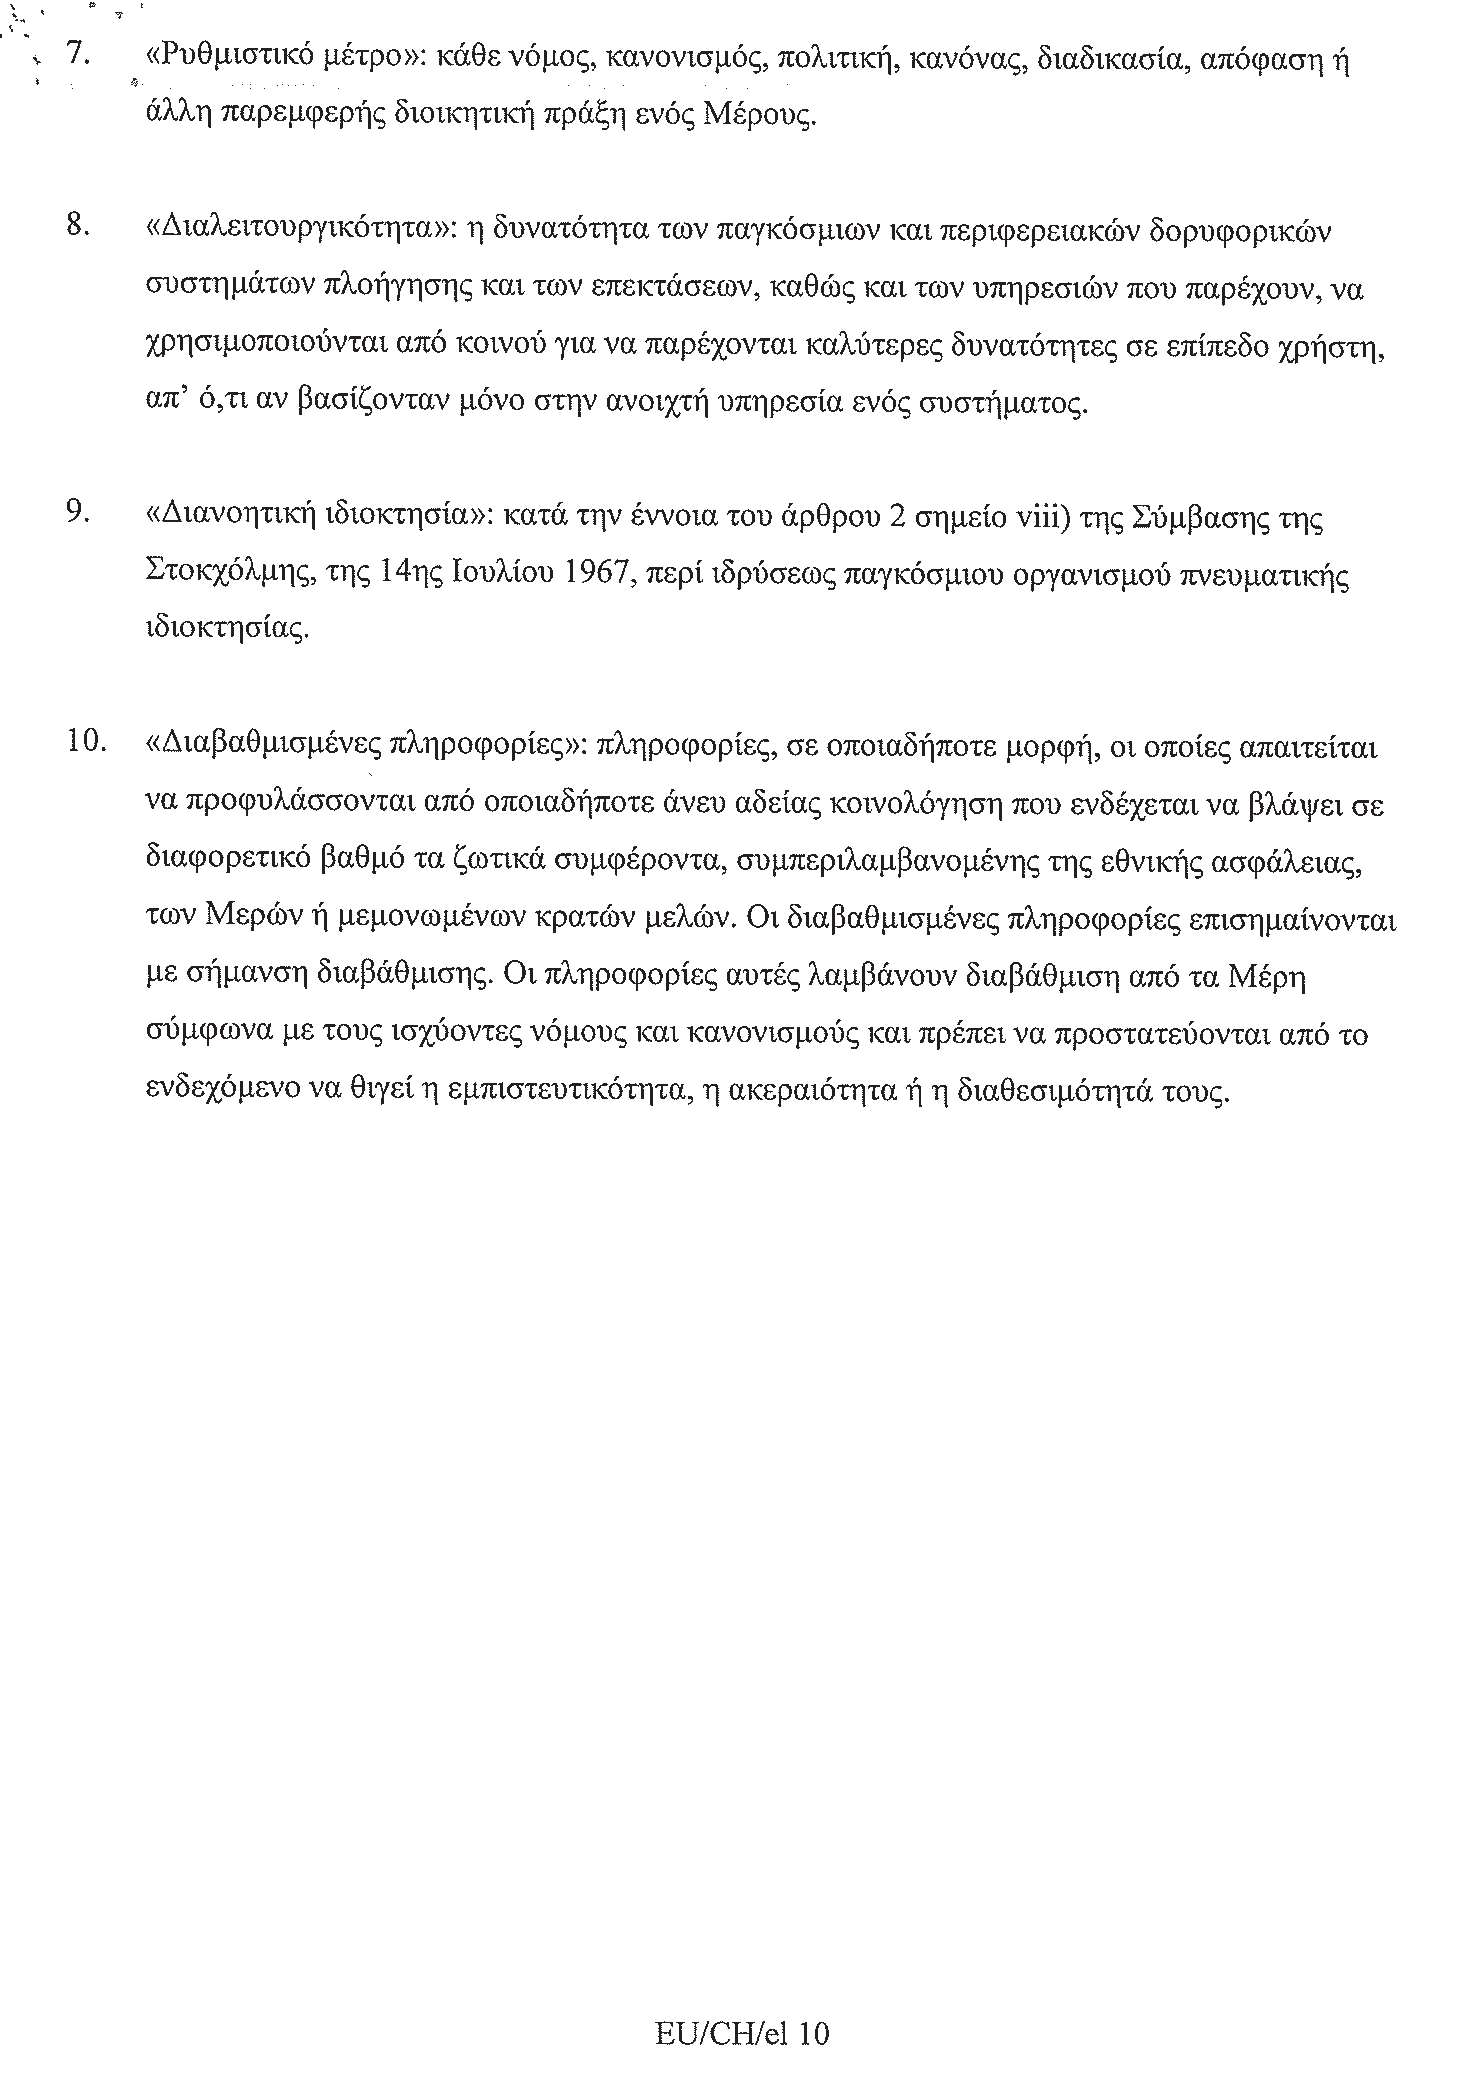 7. «Ρυθμιστικό μέτρο»: κάθε νόμος, κανονισμός, πολιτική, κανόνας, διαδικασία, απόφαση ή
άλλη παρεμφερής διοικητική πράξη ενός Μέρους.
8. «Διαλειτουργικότητα»: η δυνατότητα των παγκόσμιων και περιφερειακών δορυφορικών
συστημάτων πλοήγησης και των επεκτάσεων, καθώς και των υπηρεσιών που παρέχουν, να
χρησιμοποιούνται από κοινού για να παρέχονται καλύτερες δυνατότητες σε επίπεδο χρήστη,
απ’ ό,τι αν βασίζονταν μόνο στην ανοιχτή υπηρεσία ενός συστήματος.
9. «Διανοητική ιδιοκτησία»: κατά την έννοια του άρθρου 2 σημείο viii) της Σύμβασης της
Στοκχόλμης, της 14ης Ιουλίου 1967, περί ιδρύσεως παγκόσμιου οργανισμού πνευματικής
ιδιοκτησίας.
10. «Διαβαθμισμένες πληροφορίες»: πληροφορίες, σε οποιαδήποτε μορφή, οι οποίες απαιτείται
να προφυλάσσονται από οποιαδήποτε άνευ αδείας κοινολόγηση που ενδέχεται να βλάψει σε
διαφορετικό βαθμό τα ζωτικά συμφέροντα, συμπεριλαμβανομένης της εθνικής ασφάλειας,
των Μερών ή μεμονωμένων κρατών μελών. Οι διαβαθμισμένες πληροφορίες επισημαίνονται
με σήμανση διαβάθμισης. Οι πληροφορίες αυτές λαμβάνουν διαβάθμιση από τα Μέρη
σύμφωνα με τους ισχύοντες νόμους και κανονισμούς και πρέπει να προστατεύονται από το
ενδεχόμενο να θιγεί η εμπιστευτικότητα, η ακεραιότητα ή η διαθεσιμότητά τους.
EU/CH/el 10